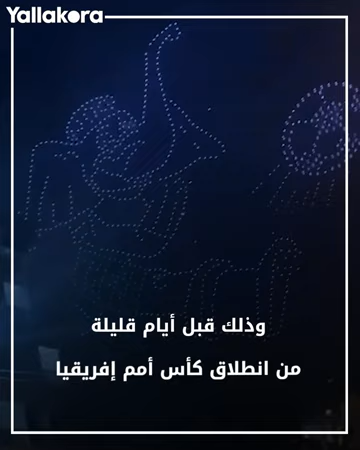 Yallakora
وذلك قبل أيام قليلة
من انطلاق كأس أمم إفريقيا